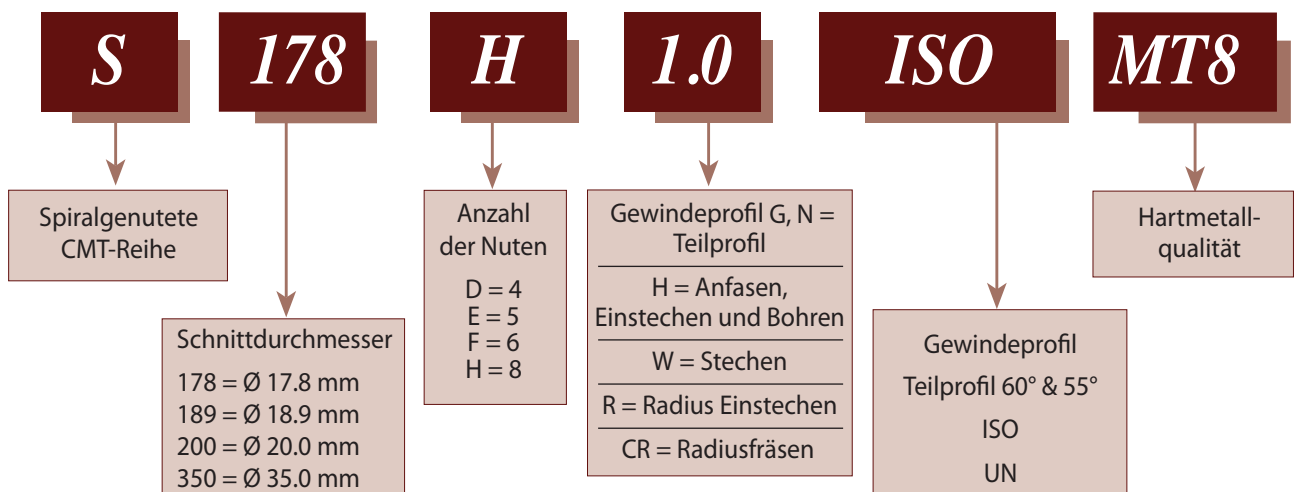 S 178 H 1.0 ISO MT8
Spiralgenutete
CMT-Reihe
Schnittdurchmesser
178 = Ø 17.8 mm
189 = Ø 18.9 mm
200 = Ø 20.0 mm
350 = Ø 35.0 mm
Anzahl
der Nuten
D = 4
E = 5
F = 6
H = 8
Gewindeprofil G, N =
Teilprofil
H = Anfasen,
Einstechen und Bohren
W = Stechen
R = Radius Einstechen
CR = Radiusfräsen
Gewindeprofil
Teilprofil 60° & 55°
ISO
UN
Hartmetall-
qualität